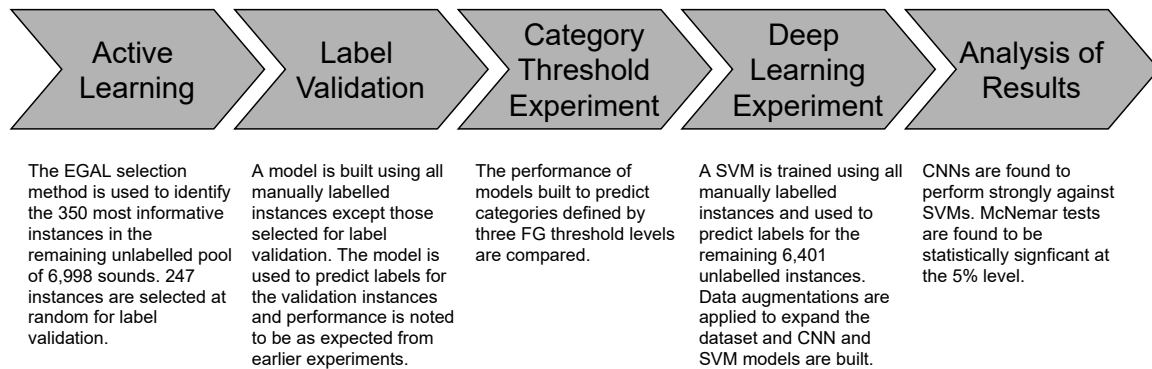 Active
Learning
Label
Validation
Category
Threshold
Experiment
Deep
Learning
Experiment
Analysis of
Results
The EGAL selection
method is used to identify
the 350 most informative
instances in the
remaining unlabelled pool
of 6,998 sounds. 247
instances are selected at
random for label
validation.
A model is built using all
manually labelled
instances except those
selected for label
validation. The model is
used to predict labels for
the validation instances
and performance is noted
to be as expected from
earlier experiments.
The performance of
models built to predict
categories defined by
three FG threshold levels
are compared.
A SVM is trained using all
manually labelled
instances and used to
predict labels for the
remaining 6,401
unlabelled instances.
Data augmentations are
applied to expand the
dataset and CNN and
SVM models are built.
CNNs are found to
perform strongly against
SVMs. McNemar tests
are found to be
statistically signficant at
the 5% level.